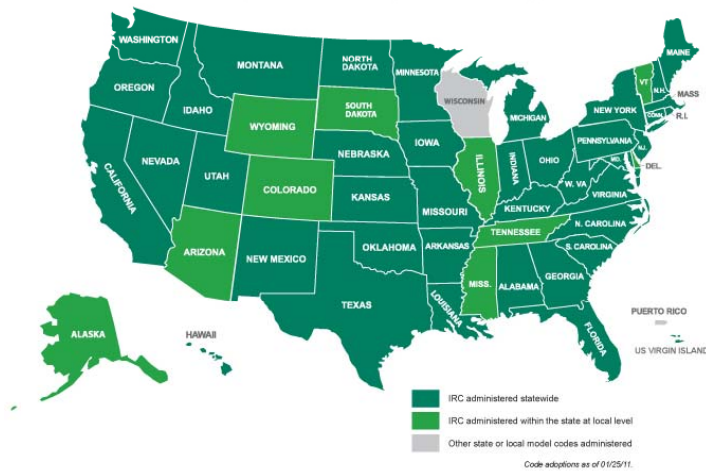 WASHINGTON
MONTANA
NORTH
DAKOTA
MINNESOTA
MAINE
VT
N.H.
OREGON
IDAHO
SOUTH
DAKOTA
WISCONSIN
MICHIGAN
NEW YORK
MASS
CONN.
R.I.
WYOMING
IOWA
PENNSYLVANIA
N.J.
NEVADA
UTAH
NEBRASKA
ILLINOIS
INDIANA
OHIO
MD.
DEL.
CALIFORNIA
COLORADO
KANSAS
MISSOURI
W. VA
VIRGINIA
KENTUCKY
ARIZONA
NEW MEXICO
OKLAHOMA
ARKANSAS
TENNESSEE
N. CAROLINA
S. CAROLINA
TEXAS
LOUISIANA
MISS.
ALABAMA
GEORGIA
FLORIDA
ALASKA
HAWAII
PUERTO RICO
US VIRGIN ISLAND
IRC administered statewide
IRC administered within the state at local level
Other state or local model codes administered
Code adoptions as of 01/25/11.